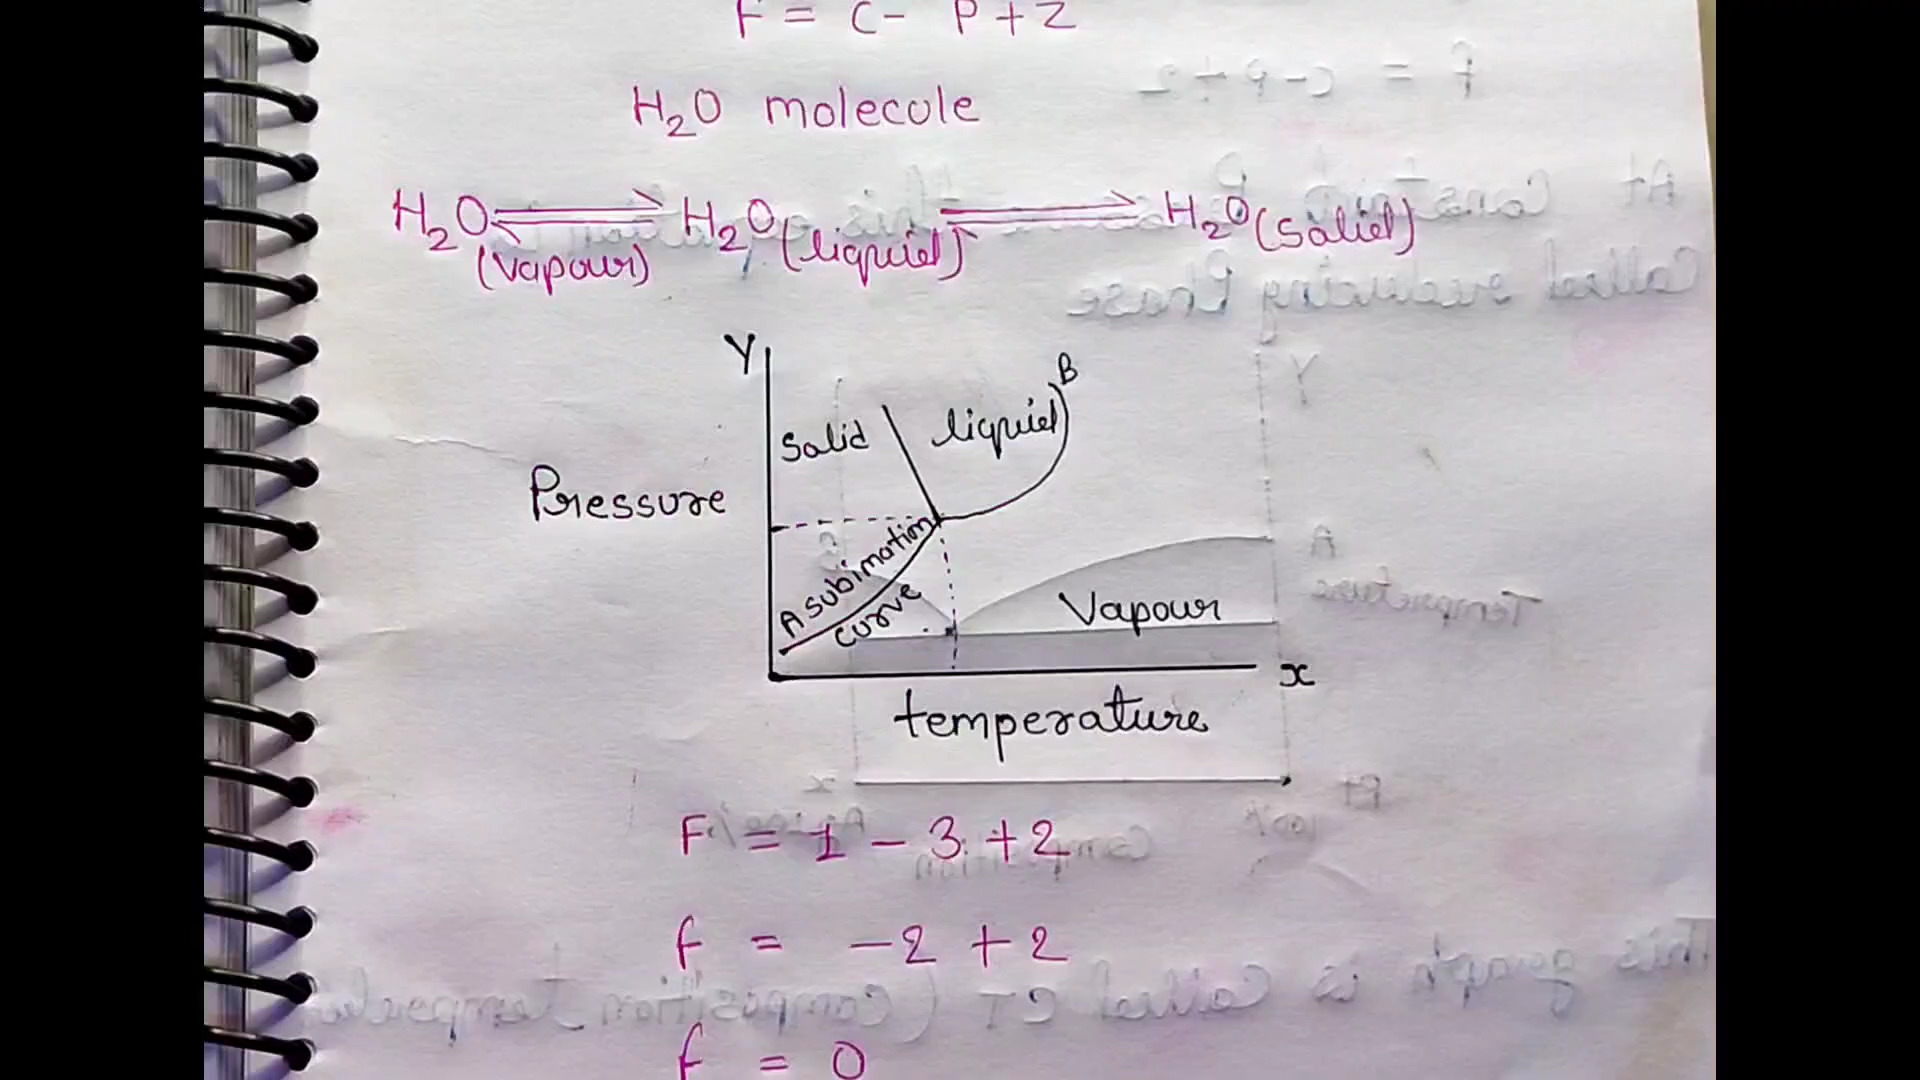 F = C - P + 2
H2O molecule
H2O (vapour) ⇌ H2O (liquid) ⇌ H2O (Solid)
Y
B
Solid
liquid
Pressure
A subimation
curve
Vapour
x
temperature
F = 1 - 3 + 2
f = -2 + 2
f = 0